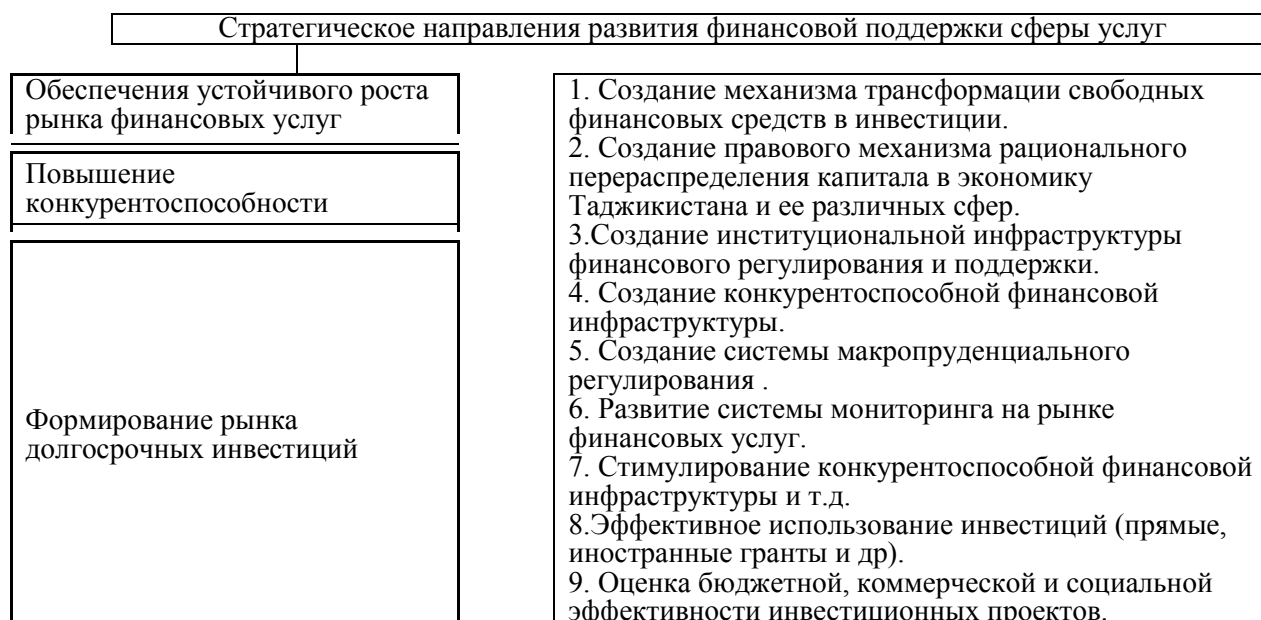 Стратегическое направления развития финансовой поддержки сферы услуг
Обеспечения устойчивого роста
рынка финансовых услуг
Повышение
конкурентоспособности
Формирование рынка
долгосрочных инвестиций
1. Создание механизма трансформации свободных
финансовых средств в инвестиции.
2. Создание правового механизма рационального
перераспределения капитала в экономику
Таджикистана и ее различных сфер.
3.Создание институциональной инфраструктуры
финансового регулирования и поддержки.
4. Создание конкурентоспособной финансовой
инфраструктуры.
5. Создание системы макропруденциального
регулирования .
6. Развитие системы мониторинга на рынке
финансовых услуг.
7. Стимулирование конкурентоспособной финансовой
инфраструктуры и т.д.
8.Эффективное использование инвестиций (прямые,
иностранные гранты и др).
9. Оценка бюджетной, коммерческой и социальной
эффективности инвестиционных проектов.